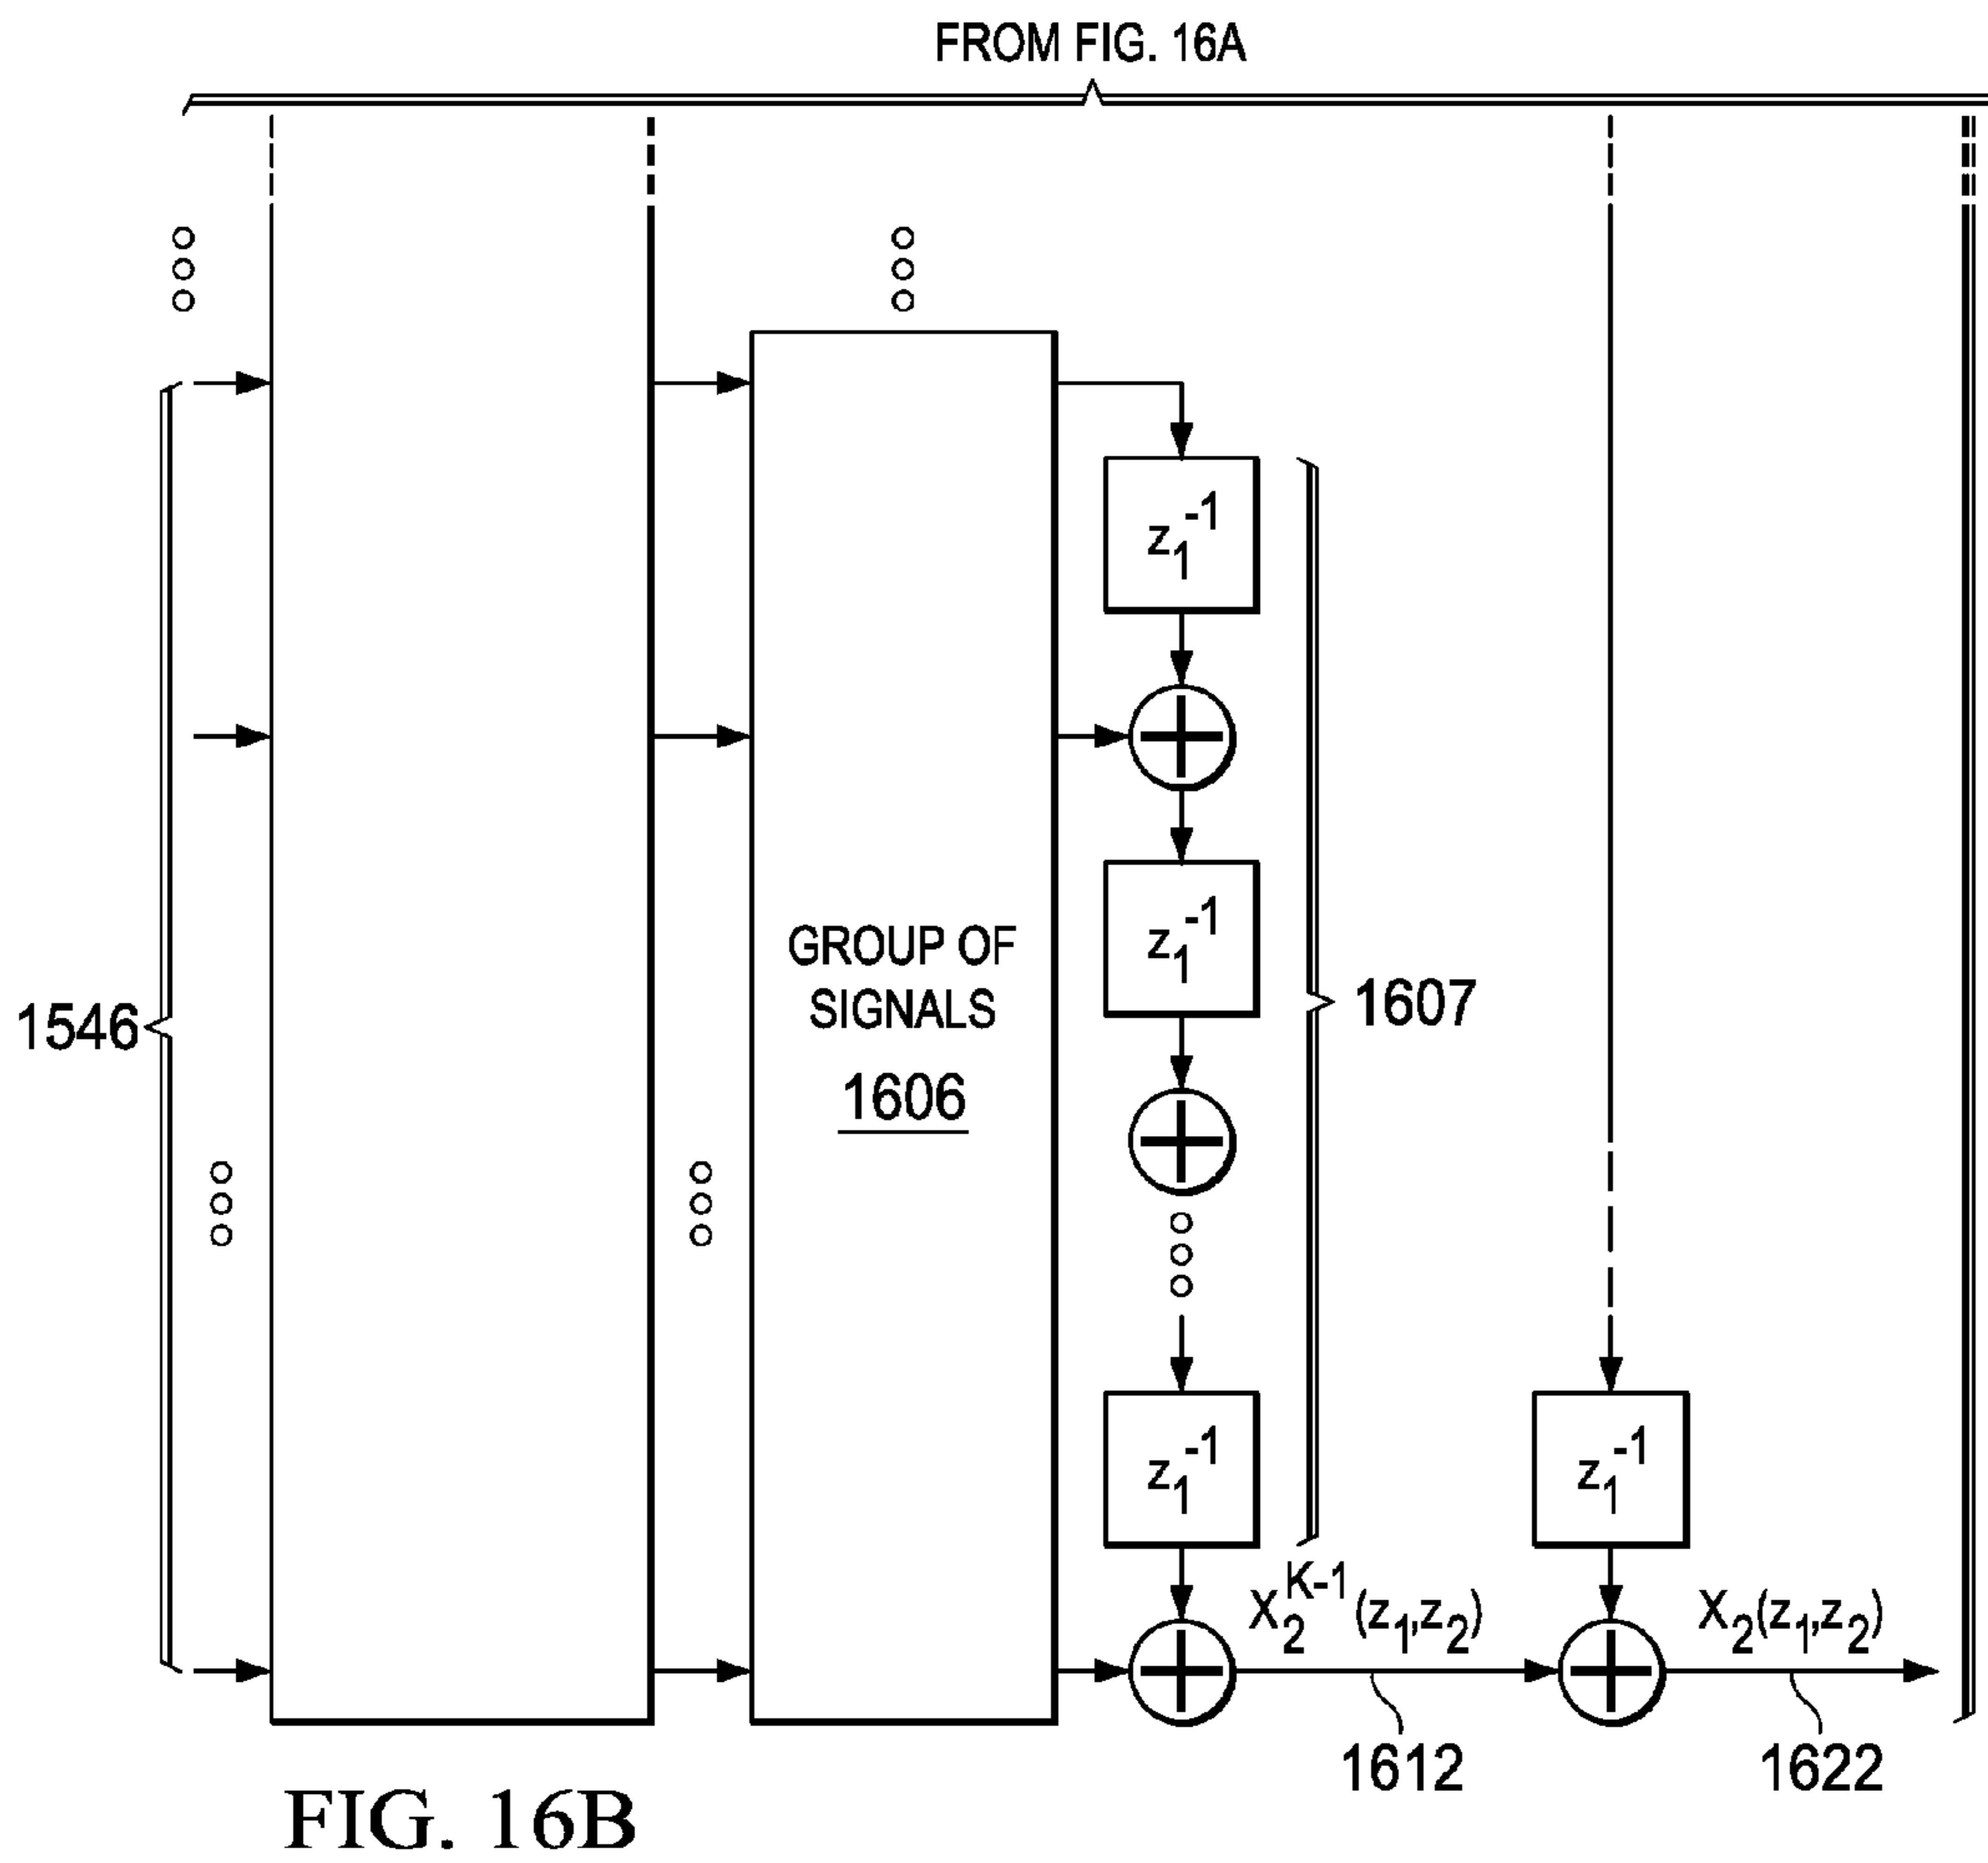 FROM FIG. 16A
z₁⁻¹
z₁⁻¹
GROUP OF
SIGNALS
1606
1546
1607
z₁⁻¹
z₁⁻¹
X₂ᴷ⁻¹(z₁,z₂)
X₂(z₁,z₂)
1612
1622
FIG. 16B